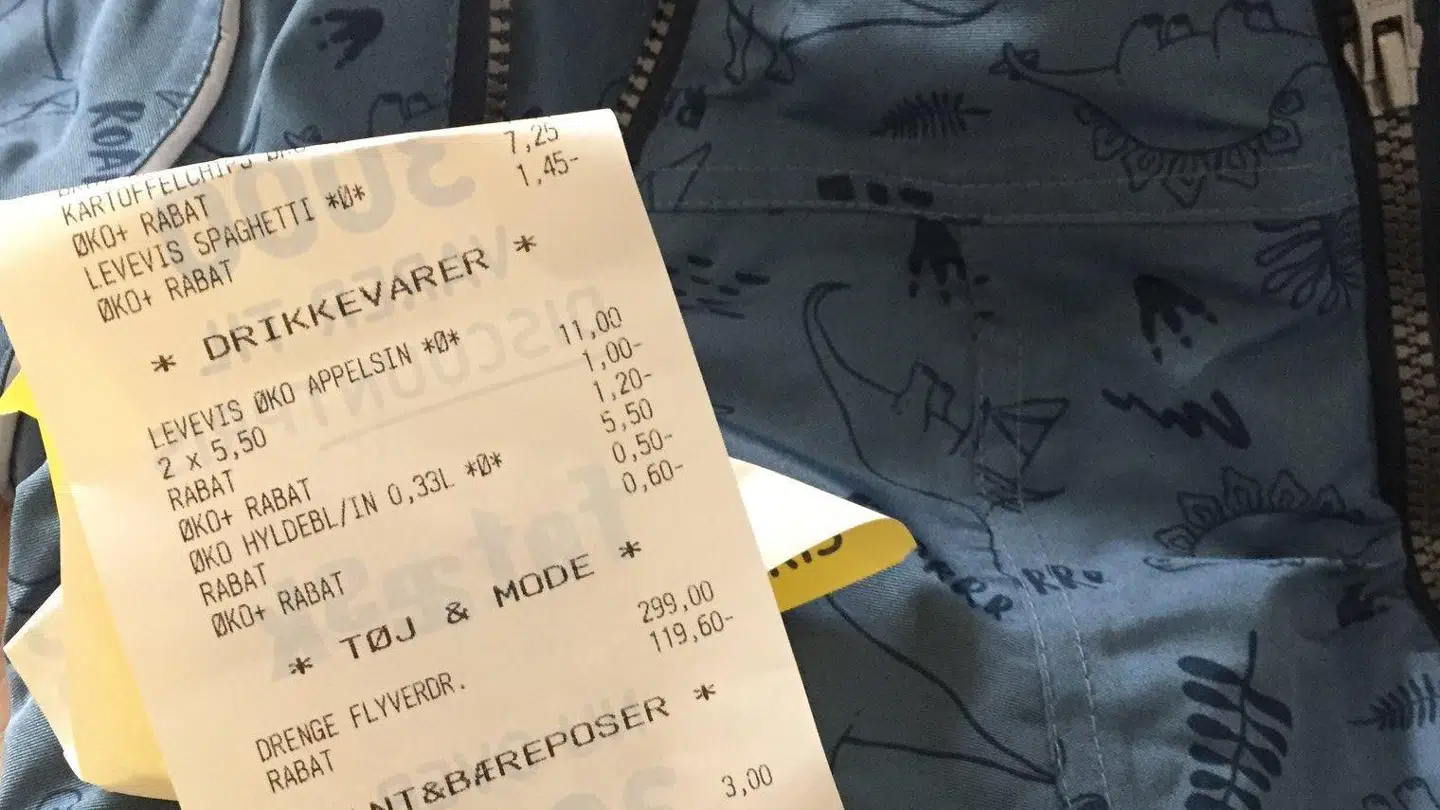 KARTOFFELCHIPS
ØKO+ RABAT
LEVEVIS SPAGHETTI *Ø* 7,25
ØKO+ RABAT 1,45-
* DRIKKEVARER *
LEVEVIS ØKO APPELSIN *Ø*
2 x 5,50 11,00
RABAT 1,00-
ØKO+ RABAT 1,20-
ØKO HYLDEBL/IN 0,33L *Ø* 5,50
RABAT 0,50-
ØKO+ RABAT 0,60-
* TØJ & MODE *
DRENGE FLYVERDR. 299,00
RABAT 119,60-
NT&BÆREPOSER *
3,00
ROA